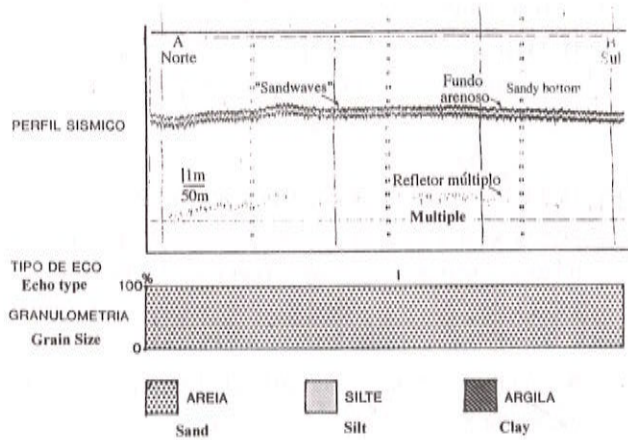 A
Norte
B
Sul
"Sandwaves"
Fundo
arenoso
Sandy bottom
PERFIL SISMICO
1m
50m
Refletor múltiplo
Multiple
TIPO DE ECO
Echo type
I
100%
GRANULOMETRIA
Grain Size
0
AREIA
Sand
SILTE
Silt
ARGILA
Clay